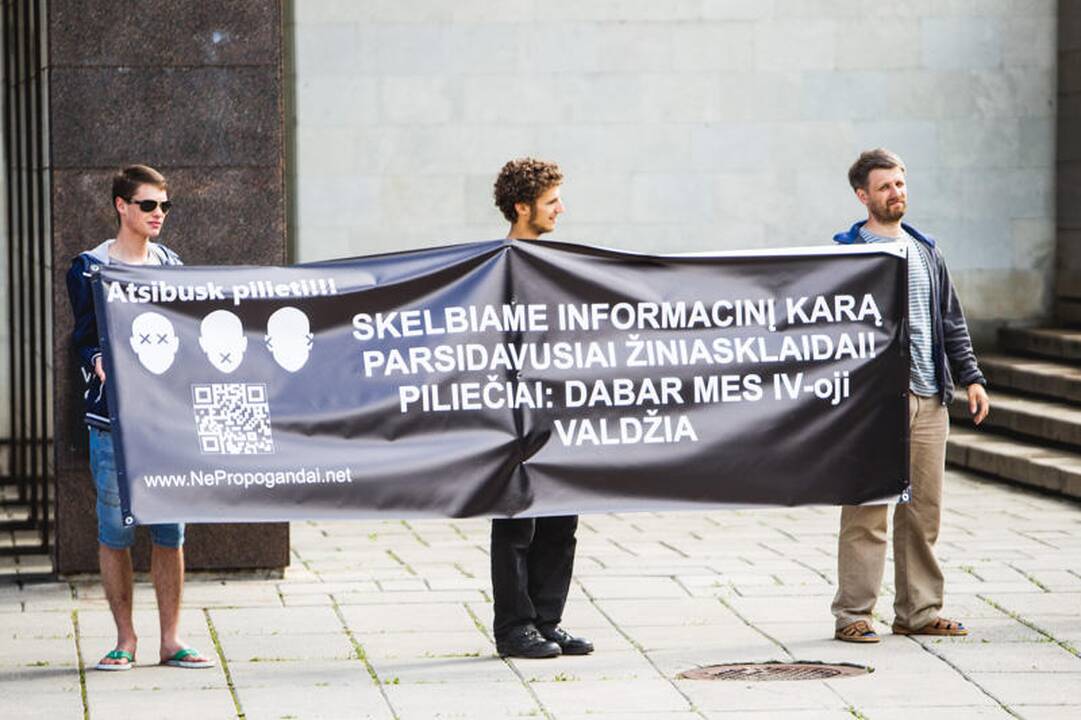 Atsibusk pilieti!!!
SKELBIAME INFORMACINĮ KARĄ
PARSIDAVUSIAI ŽINIASKLAIDAI!
PILIEČIAI: DABAR MES IV-oji
VALDŽIA
www.NePropogandai.net